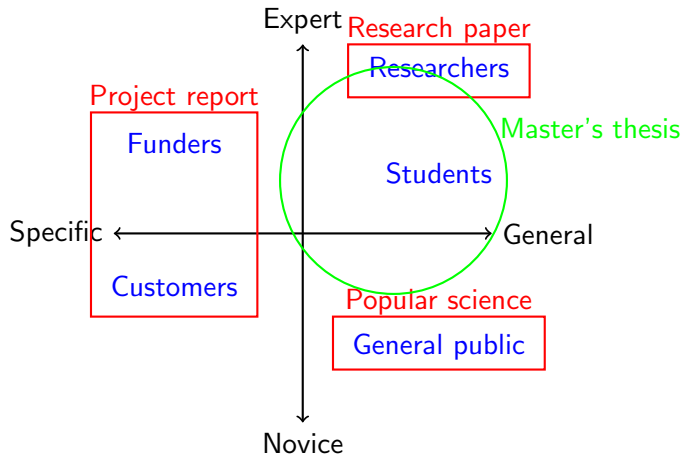 Expert
Research paper
Researchers
Project report
Funders
Master's thesis
Students
Specific
General
Customers
Popular science
General public
Novice